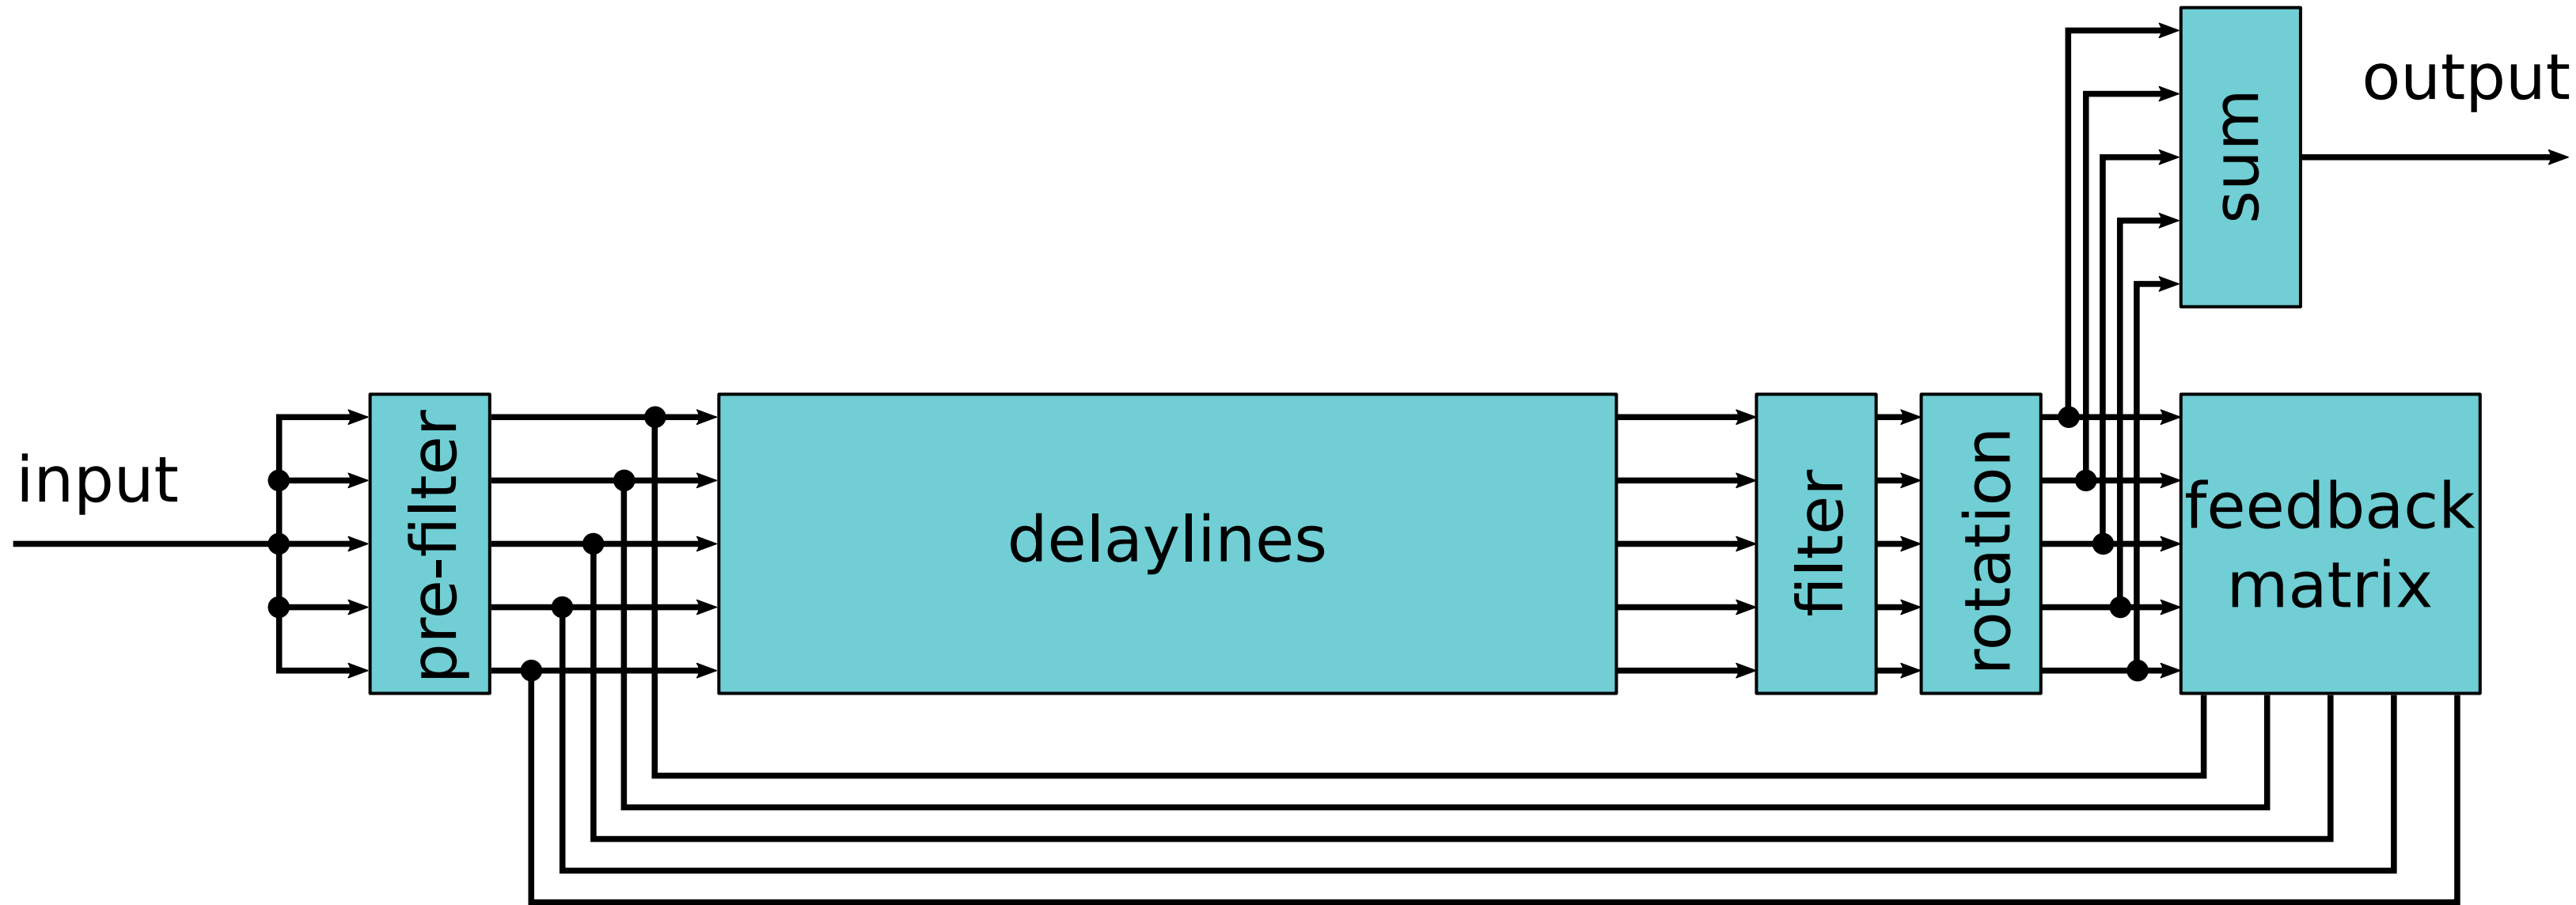 input
pre-filter
delaylines
filter
rotation
feedback
matrix
sum
output